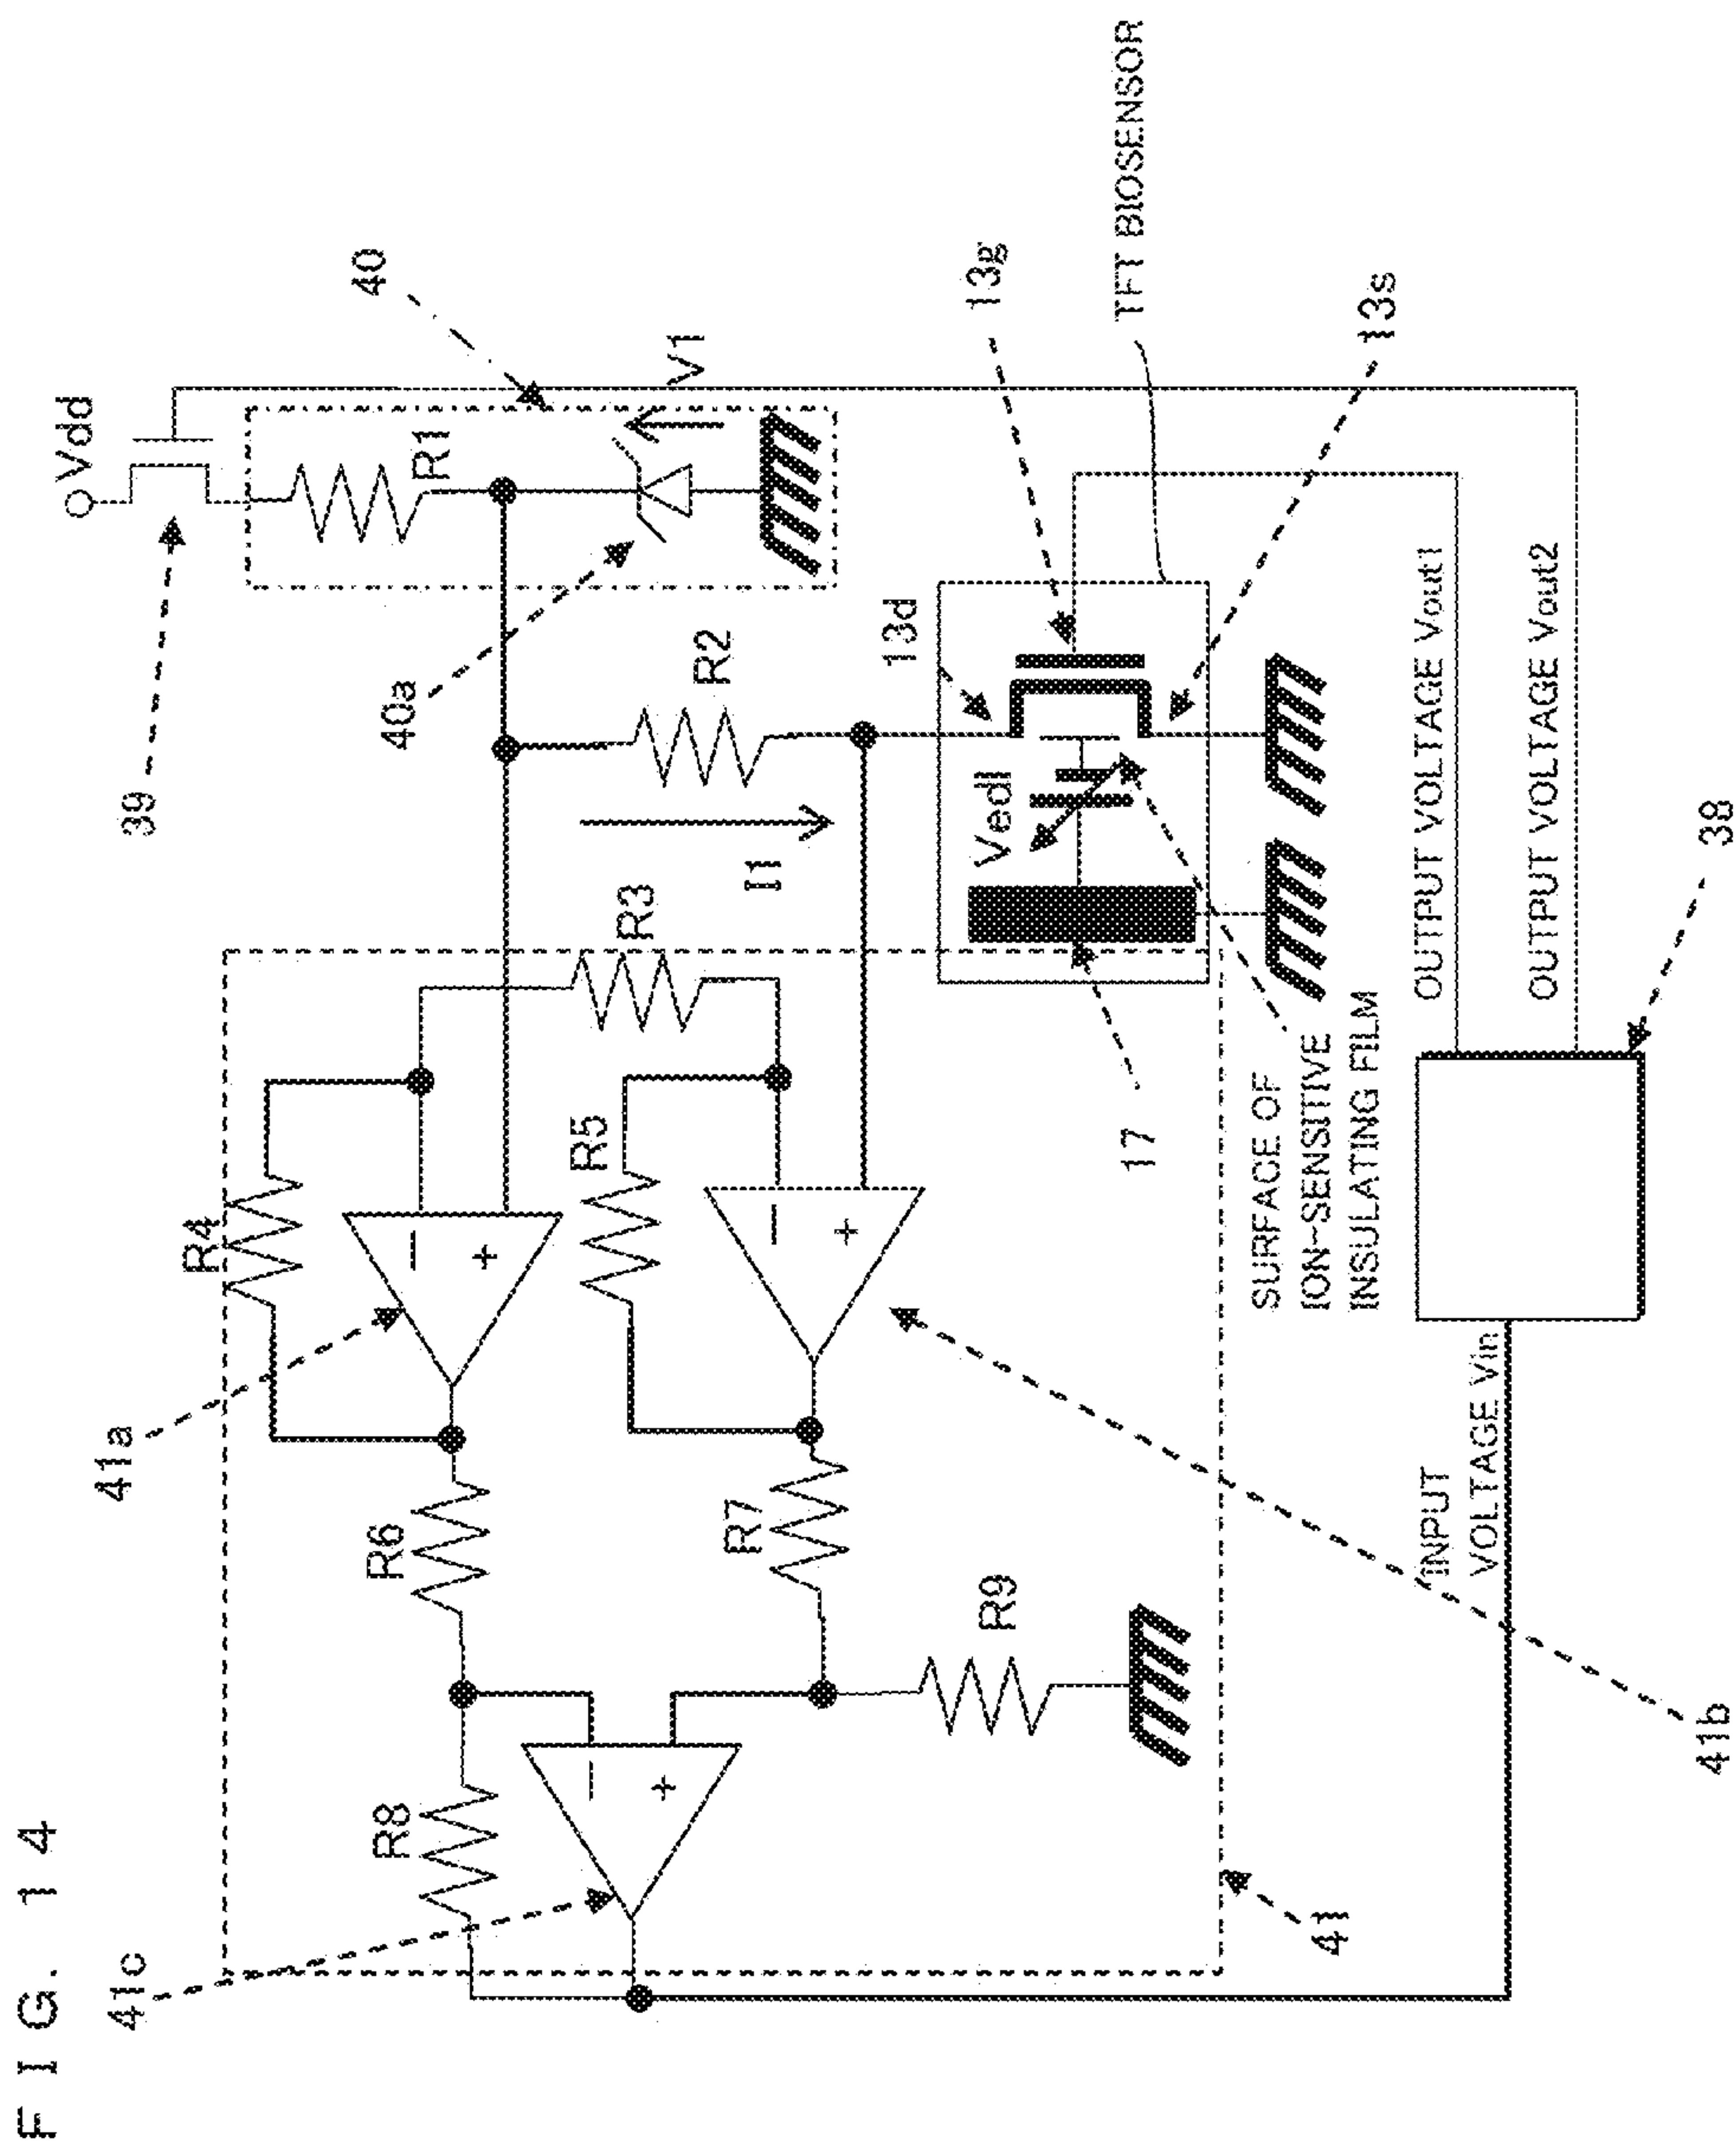 FIG. 14
Vdd
39
40
R1
V1
40a
R2
I1
13d
13g
TFT BIOSENSOR
13s
Vedl
17
SURFACE OF
ION-SENSITIVE
INSULATING FILM
OUTPUT VOLTAGE Vout1
OUTPUT VOLTAGE Vout2
38
INPUT
VOLTAGE Vin
R3
R4
41a
−
+
R5
−
+
41b
R6
R7
R8
R9
−
+
41c
41